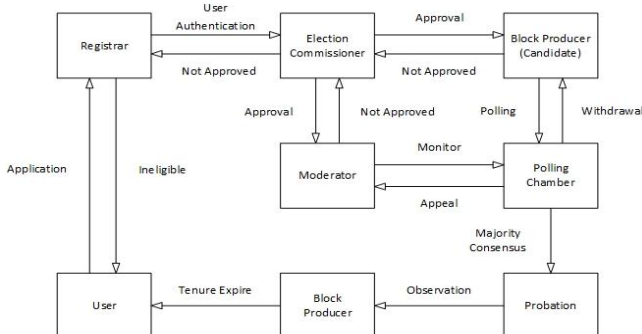 User
Authentication
Registrar
Election
Commissioner
Approval
Block Producer
(Candidate)
Not Approved
Not Approved
Approval
Not Approved
Polling
Withdrawal
Application
Ineligible
Moderator
Monitor
Appeal
Polling
Chamber
Majority
Consensus
User
Tenure Expire
Block
Producer
Observation
Probation